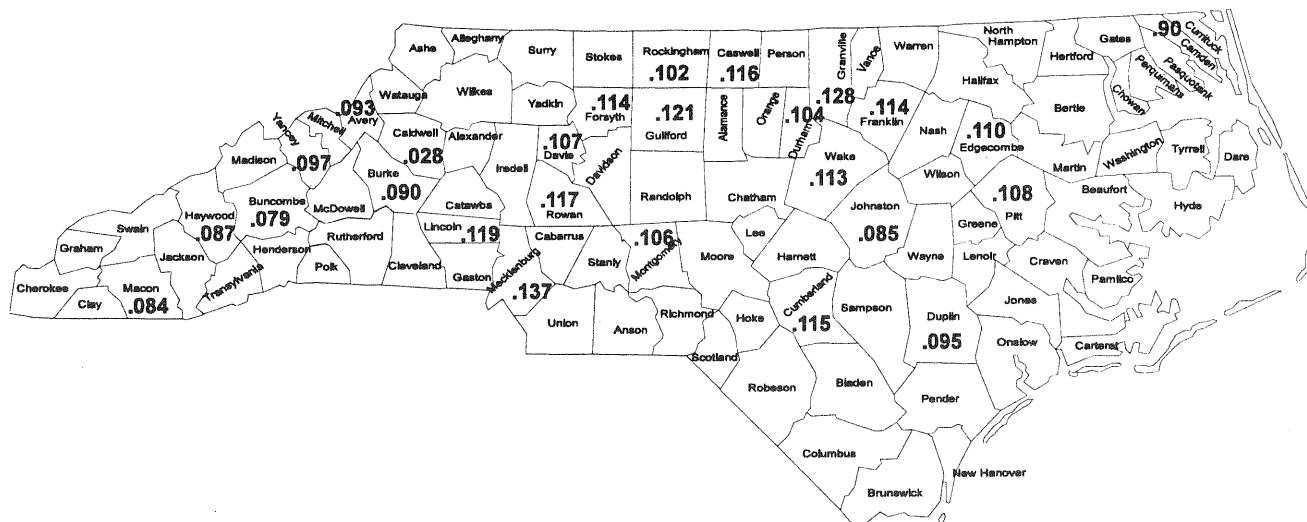 Ashe
Alleghany
Surry
Stokes
Rockingham
.102
Caswell
.116
Person
Granville
.128
Vance
Warren
North
Hampton
Hertford
Gates
.90
Currituck
Camden
Pasquotank
Perquimans
Chowan
Halifax
Bertie
Watauga
Wilkes
Yadkin
.114
Forsyth
.121
Guilford
Alamance
Orange
.104
Durham
.114
Franklin
Nash
.110
Edgecombe
Martin
Washington
Tyrrell
Dare
.093
Avery
Mitchell
Yancey
.097
Madison
Caldwell
.028
Alexander
Iredell
.107
Davie
Davidson
Randolph
Chatham
Wake
.113
Wilson
.108
Pitt
Beaufort
Hyde
Buncombe
.079
McDowell
Burke
.090
Catawba
.117
Rowan
Johnston
.085
Greene
Haywood
.087
Swain
Graham
Jackson
Henderson
Transylvania
Rutherford
Polk
Cleveland
Lincoln
.119
Gaston
Mecklenburg
.137
Cabarrus
Stanly
.106
Montgomery
Moore
Lee
Harnett
Wayne
Lenoir
Craven
Pamlico
Cherokee
Clay
Macon
.084
Union
Anson
Richmond
Scotland
Hoke
Cumberland
.115
Sampson
Duplin
.095
Jones
Onslow
Carteret
Robeson
Bladen
Pender
Columbus
Brunswick
New Hanover